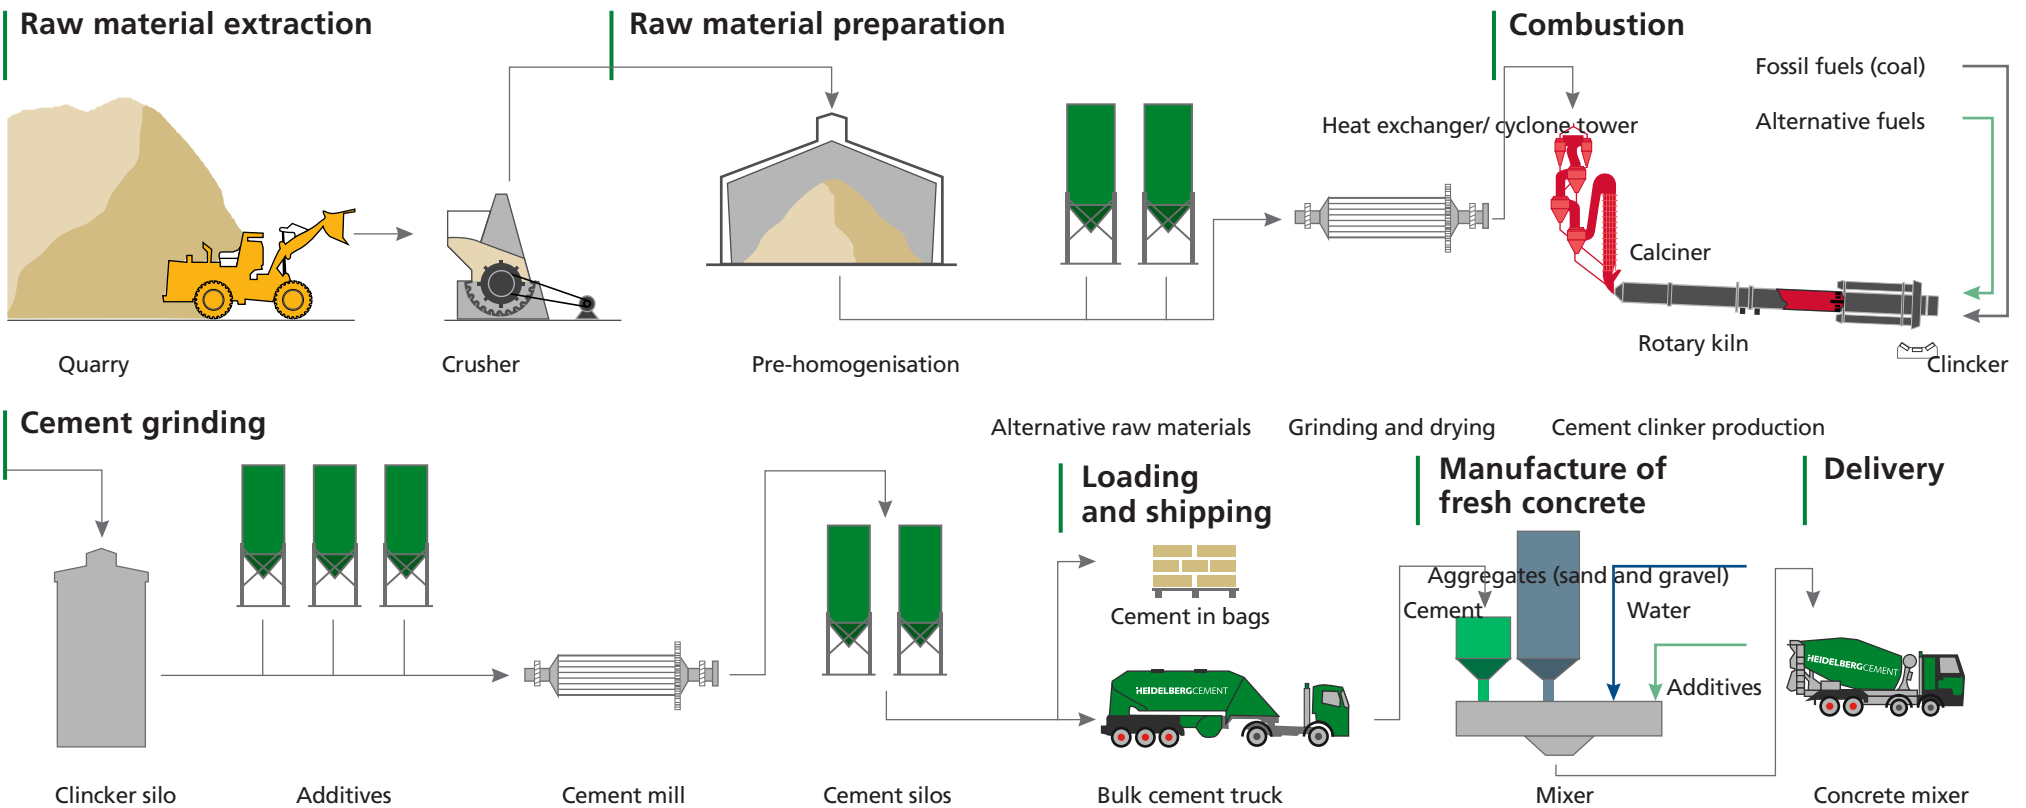 Raw material extraction
Raw material preparation
Combustion
Fossil fuels (coal)
Heat exchanger/ cyclone tower
Alternative fuels
Calciner
Rotary kiln
Quarry
Crusher
Pre-homogenisation
Clincker
Cement grinding
Alternative raw materials
Grinding and drying
Cement clinker production
Loading
and shipping
Manufacture of
fresh concrete
Delivery
Aggregates (sand and gravel)
Cement in bags
Cement
Water
HEIDELBERGCEMENT
Additives
HEIDELBERGCEMENT
Clincker silo
Additives
Cement mill
Cement silos
Bulk cement truck
Mixer
Concrete mixer